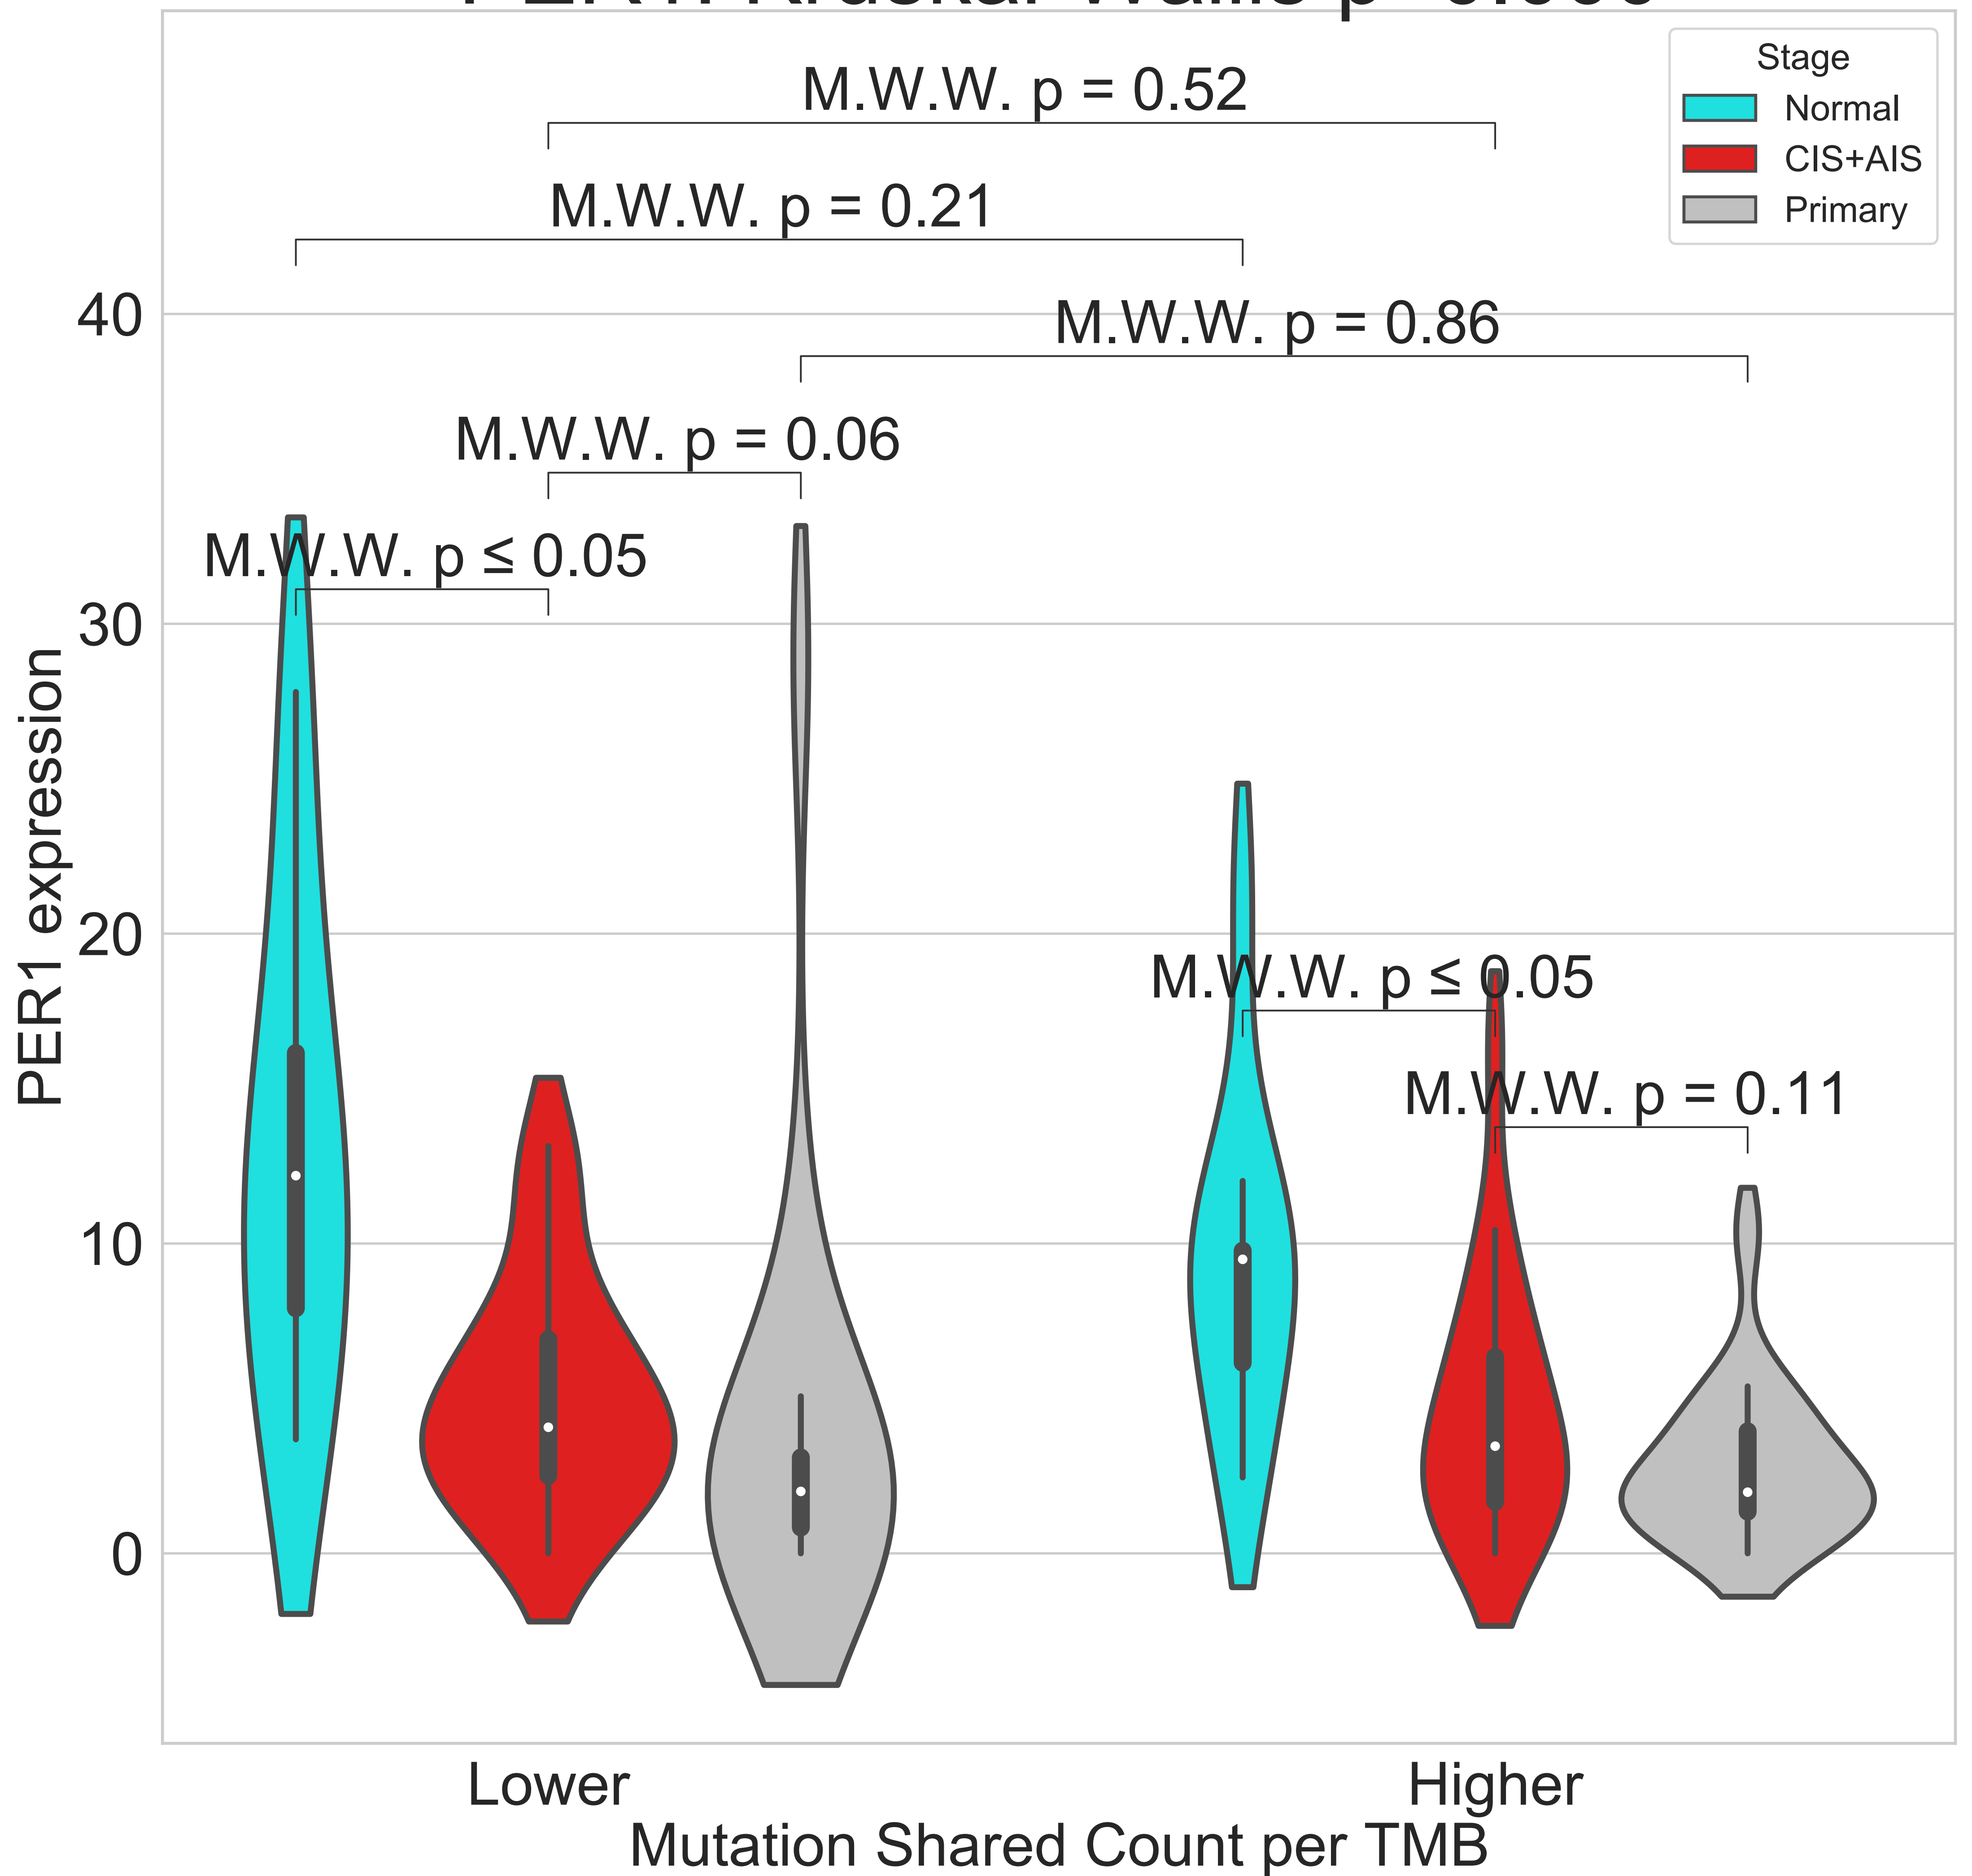 Stage
Normal
CIS+AIS
Primary
M.W.W. p = 0.52
M.W.W. p = 0.21
M.W.W. p = 0.86
M.W.W. p = 0.06
M.W.W. p ≤ 0.05
M.W.W. p ≤ 0.05
M.W.W. p = 0.11
40
30
20
10
0
PER1 expression
Lower
Higher
Mutation Shared Count per TMB